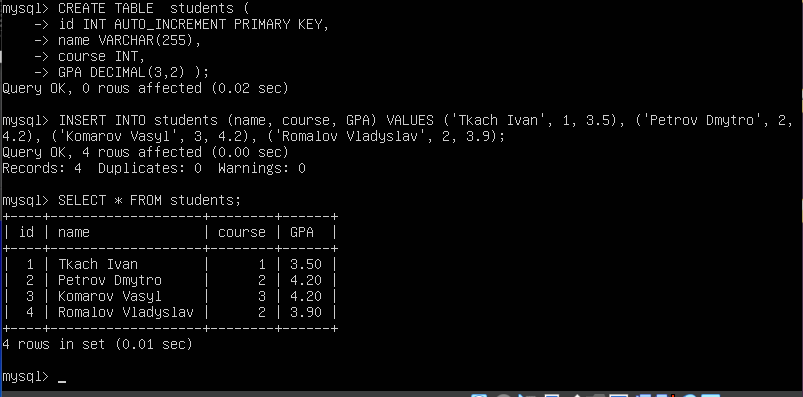 mysql> CREATE TABLE  students (
    -> id INT AUTO_INCREMENT PRIMARY KEY,
    -> name VARCHAR(255),
    -> course INT,
    -> GPA DECIMAL(3,2) );
Query OK, 0 rows affected (0.02 sec)

mysql> INSERT INTO students (name, course, GPA) VALUES ('Tkach Ivan', 1, 3.5), ('Petrov Dmytro', 2,
4.2), ('Komarov Vasyl', 3, 4.2), ('Romalov Vladyslav', 2, 3.9);
Query OK, 4 rows affected (0.00 sec)
Records: 4  Duplicates: 0  Warnings: 0

mysql> SELECT * FROM students;
+----+-------------------+--------+------+
| id | name              | course | GPA  |
+----+-------------------+--------+------+
|  1 | Tkach Ivan        |      1 | 3.50 |
|  2 | Petrov Dmytro     |      2 | 4.20 |
|  3 | Komarov Vasyl     |      3 | 4.20 |
|  4 | Romalov Vladyslav |      2 | 3.90 |
+----+-------------------+--------+------+
4 rows in set (0.01 sec)

mysql> _